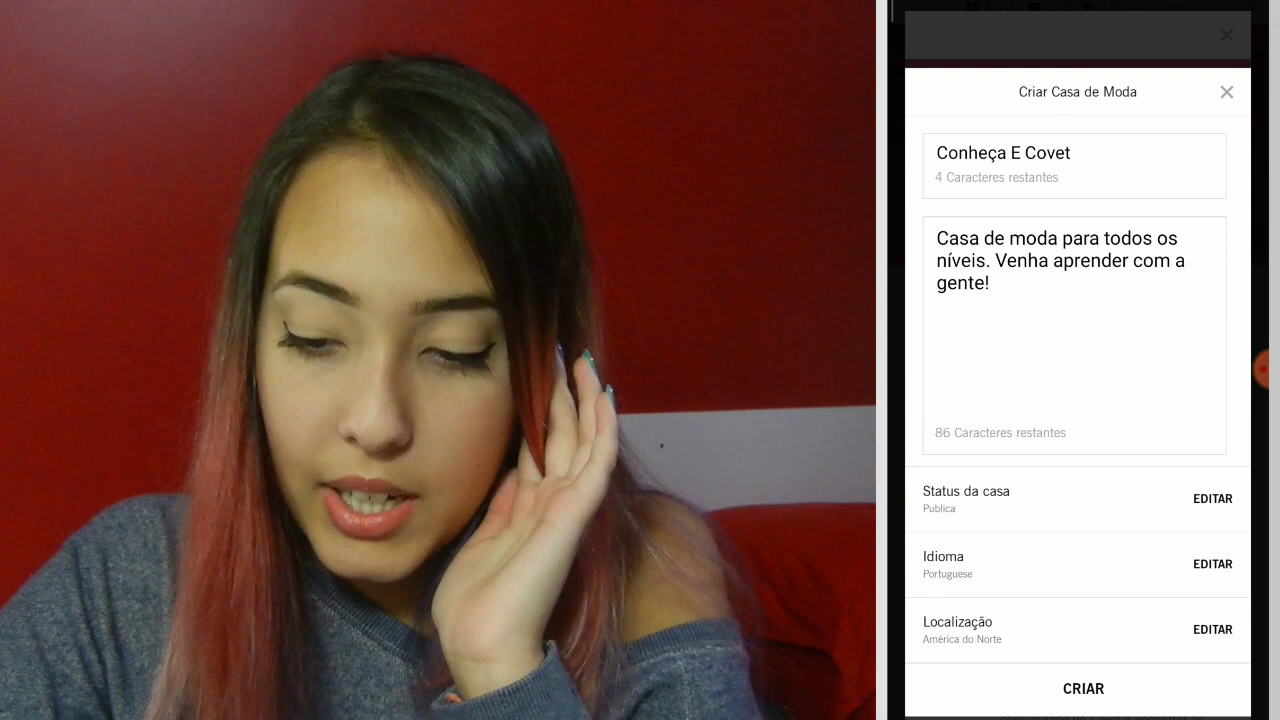 Criar Casa de Moda
Conheça E Covet
4 Caracteres restantes
Casa de moda para todos os
níveis. Venha aprender com a
gente!
86 Caracteres restantes
Status da casa
Publica
EDITAR
Idioma
Portuguese
EDITAR
Localização
América do Norte
EDITAR
CRIAR